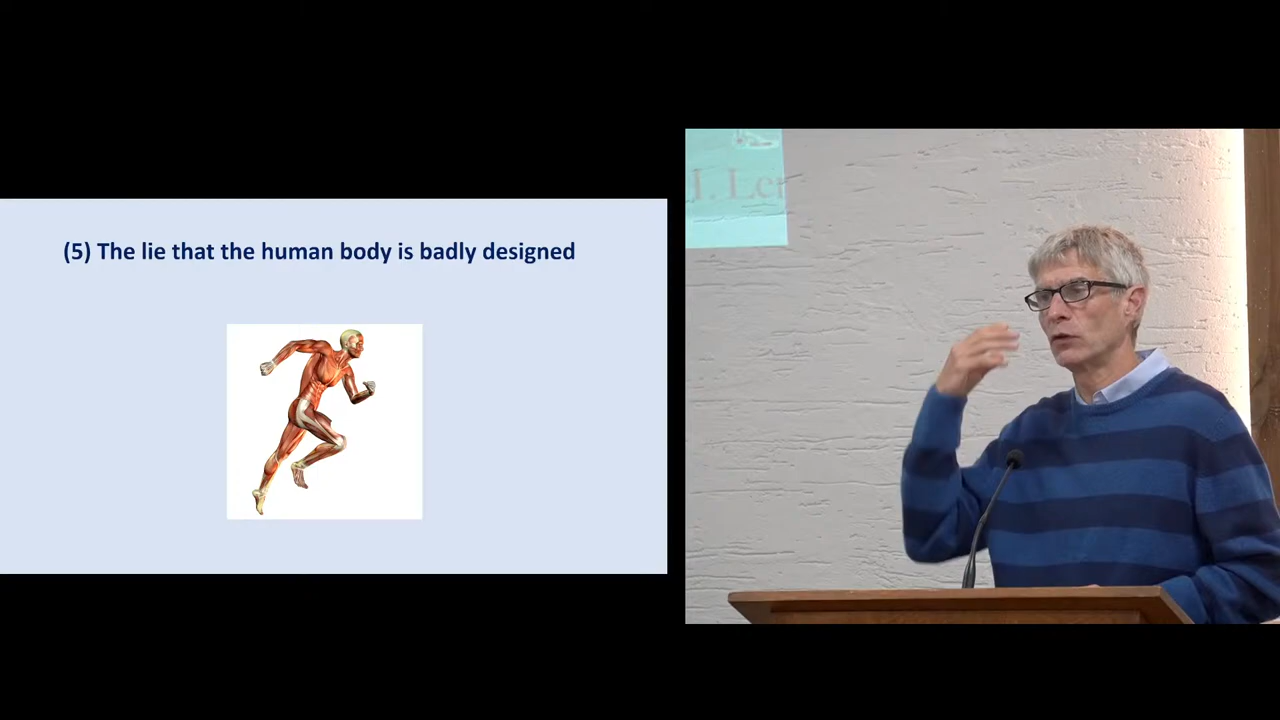 (5) The lie that the human body is badly designed